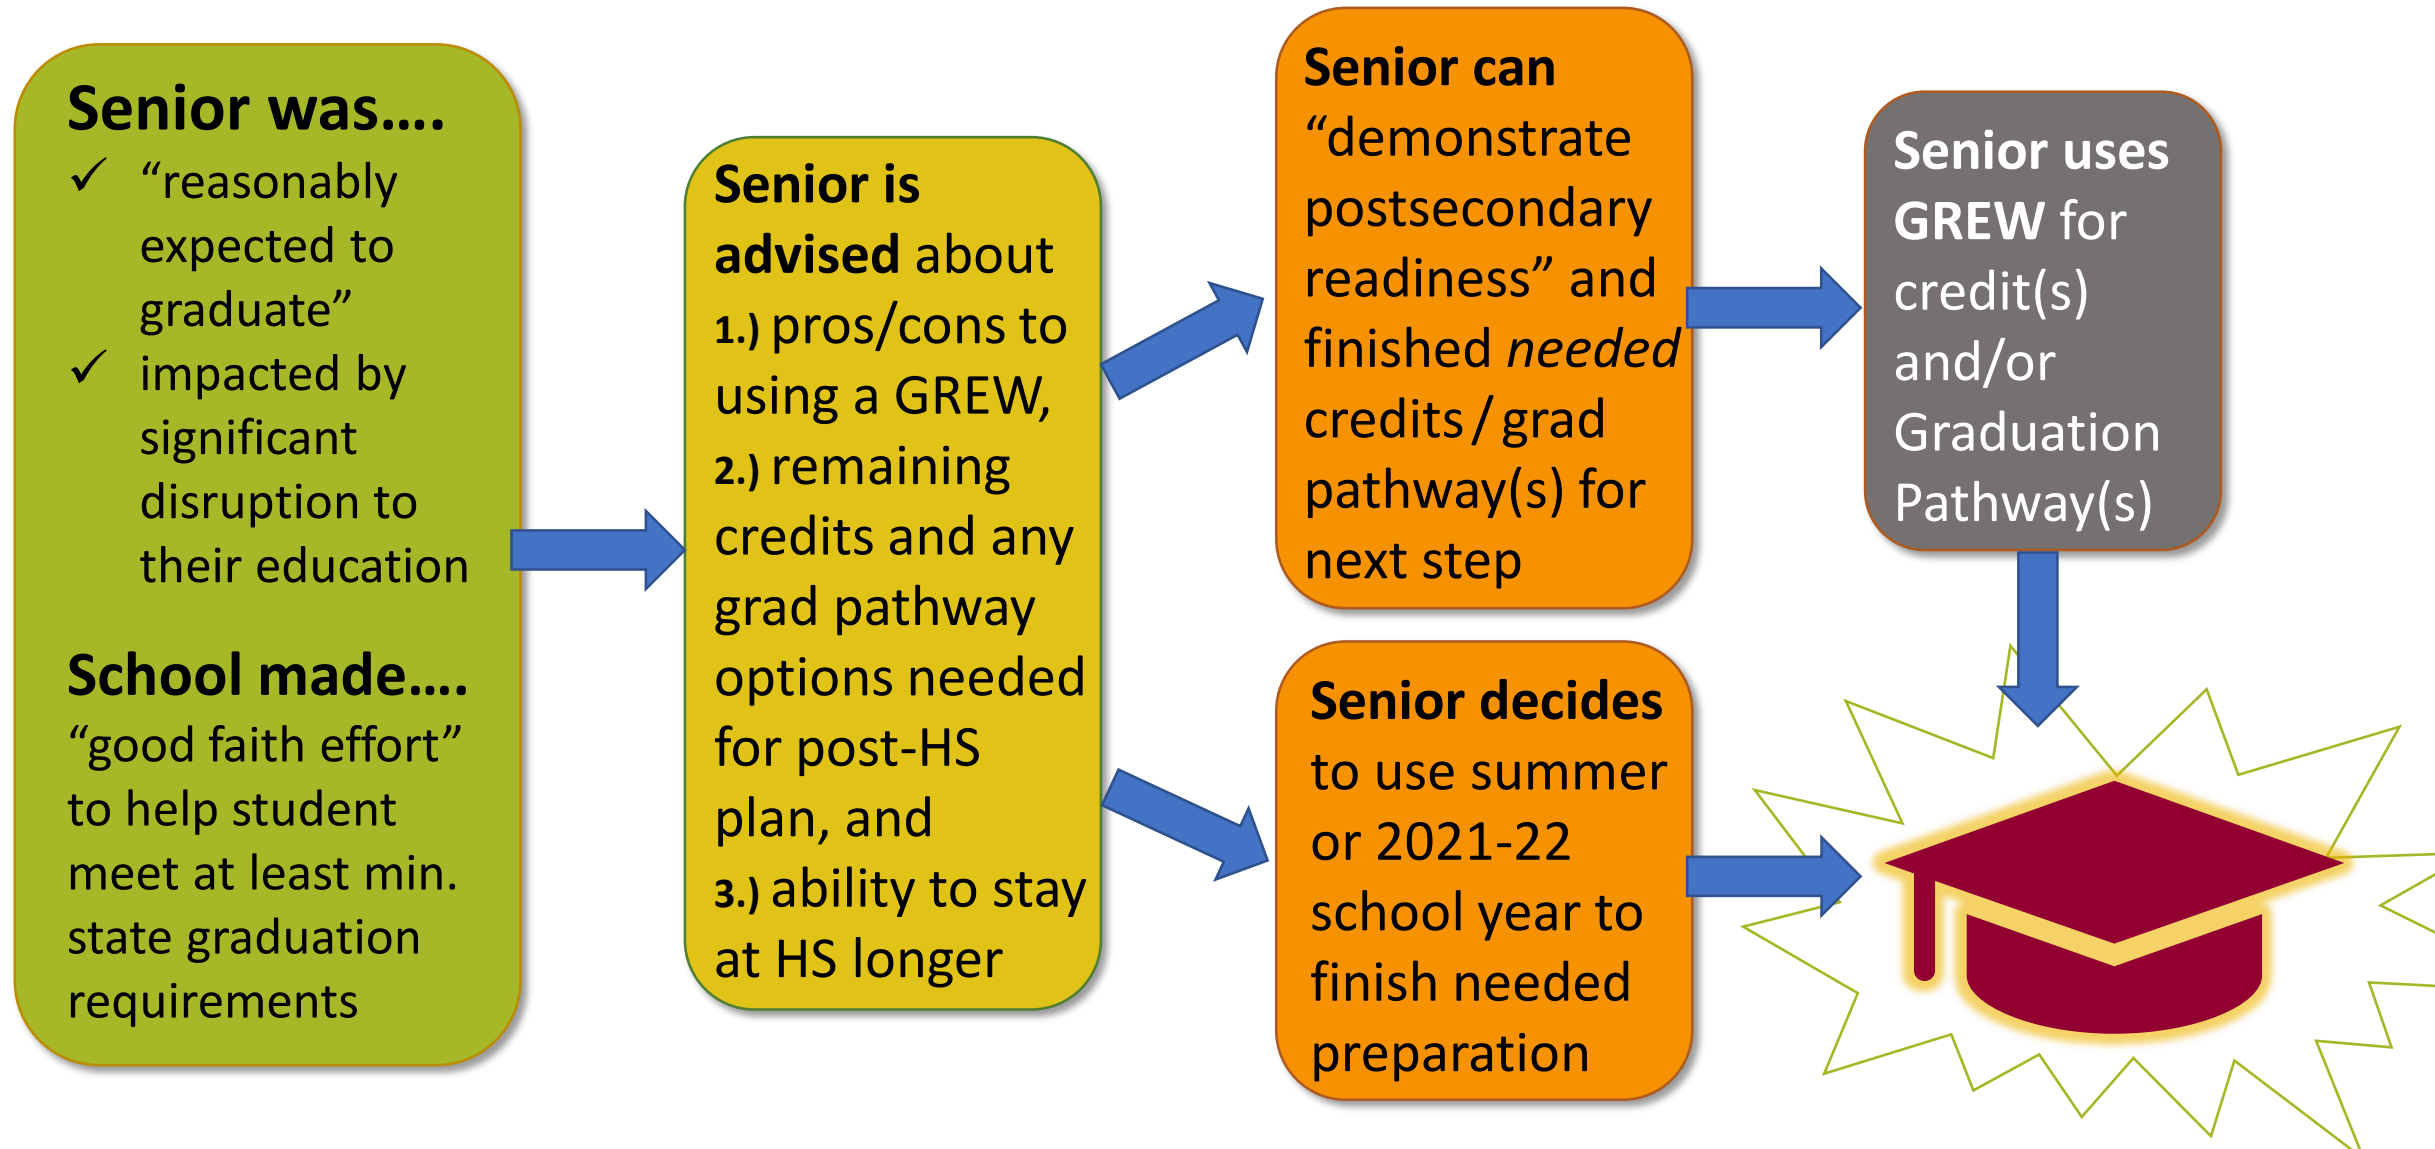 Senior was....
✓ “reasonably
expected to
graduate”
✓ impacted by
significant
disruption to
their education
School made....
“good faith effort”
to help student
meet at least min.
state graduation
requirements
Senior is
advised about
1.) pros/cons to
using a GREW,
2.) remaining
credits and any
grad pathway
options needed
for post-HS
plan, and
3.) ability to stay
at HS longer
Senior can
“demonstrate
postsecondary
readiness” and
finished needed
credits / grad
pathway(s) for
next step
Senior decides
to use summer
or 2021-22
school year to
finish needed
preparation
Senior uses
GREW for
credit(s)
and/or
Graduation
Pathway(s)